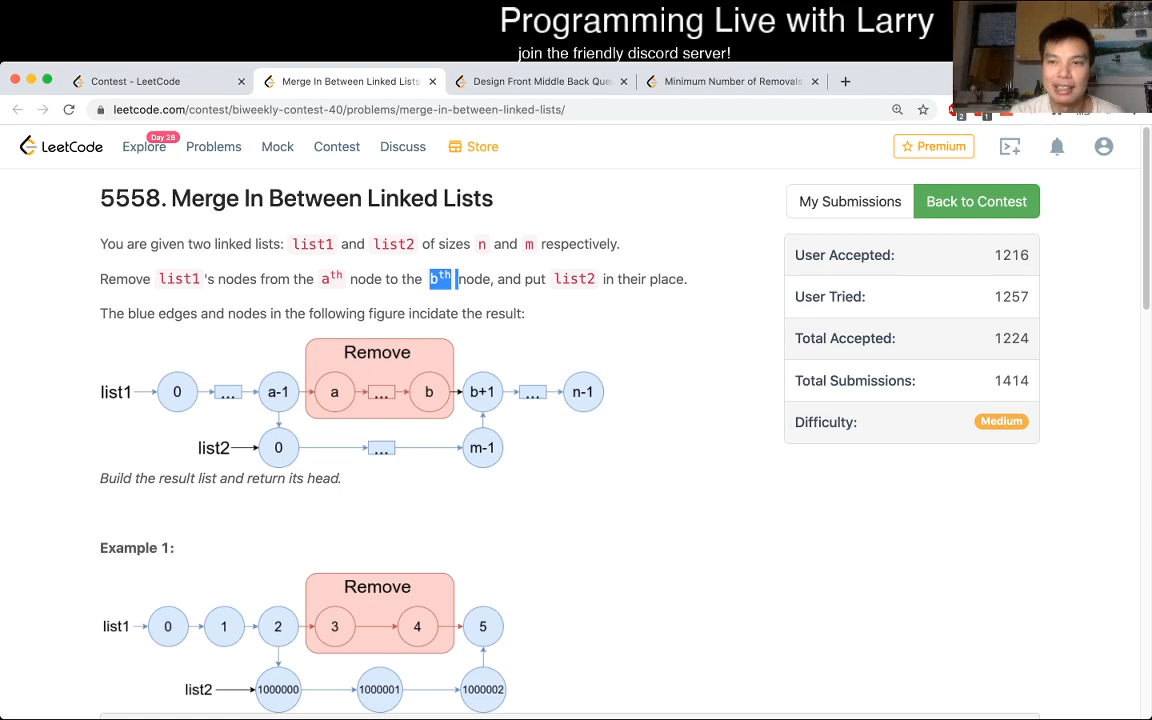 Programming Live with Larry
join the friendly discord server!
Contest - LeetCode
Merge In Between Linked Lists
Design Front Middle Back Que
Minimum Number of Removals
leetcode.com/contest/biweekly-contest-40/problems/merge-in-between-linked-lists/
2
1
LeetCode
Explore
Day 28
Problems
Mock
Contest
Discuss
Store
Premium
5558. Merge In Between Linked Lists
My Submissions
Back to Contest
You are given two linked lists: list1 and list2 of sizes n and m respectively.
Remove list1 's nodes from the ath node to the bth node, and put list2 in their place.
The blue edges and nodes in the following figure incidate the result:
User Accepted: 1216
User Tried: 1257
Total Accepted: 1224
Total Submissions: 1414
Difficulty: Medium
Remove
list1 0 ... a-1 a ... b b+1 ... n-1
list2 0 ... m-1
Build the result list and return its head.
Example 1:
Remove
list1 0 1 2 3 4 5
list2 1000000 1000001 1000002